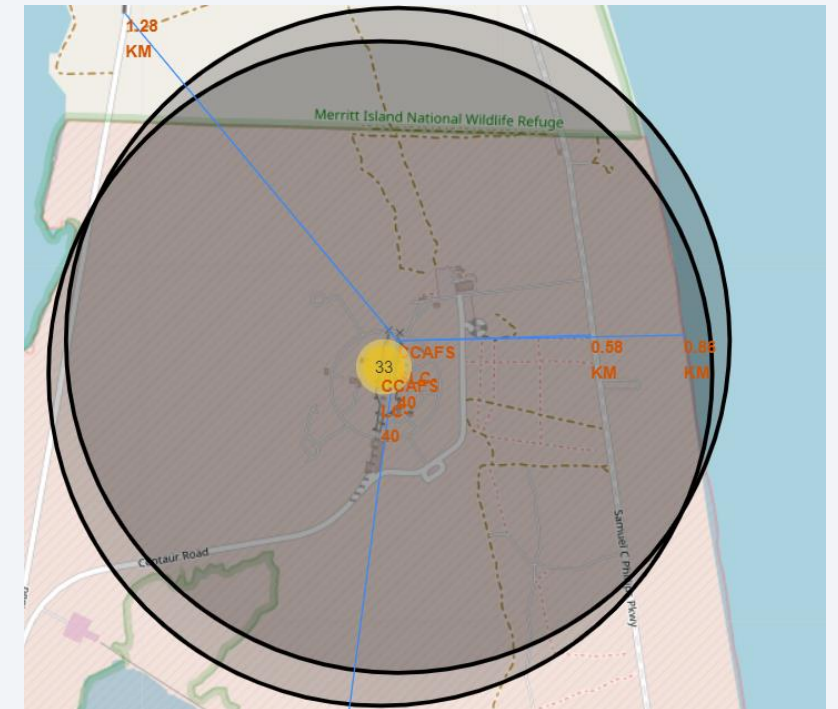 1.28
KM
Merritt Island National Wildlife Refuge
0.58
KM
KM
33
CCAFS
CCAFS
LC-
40
40
Centaur Road
Samuel C Phillips Pkwy